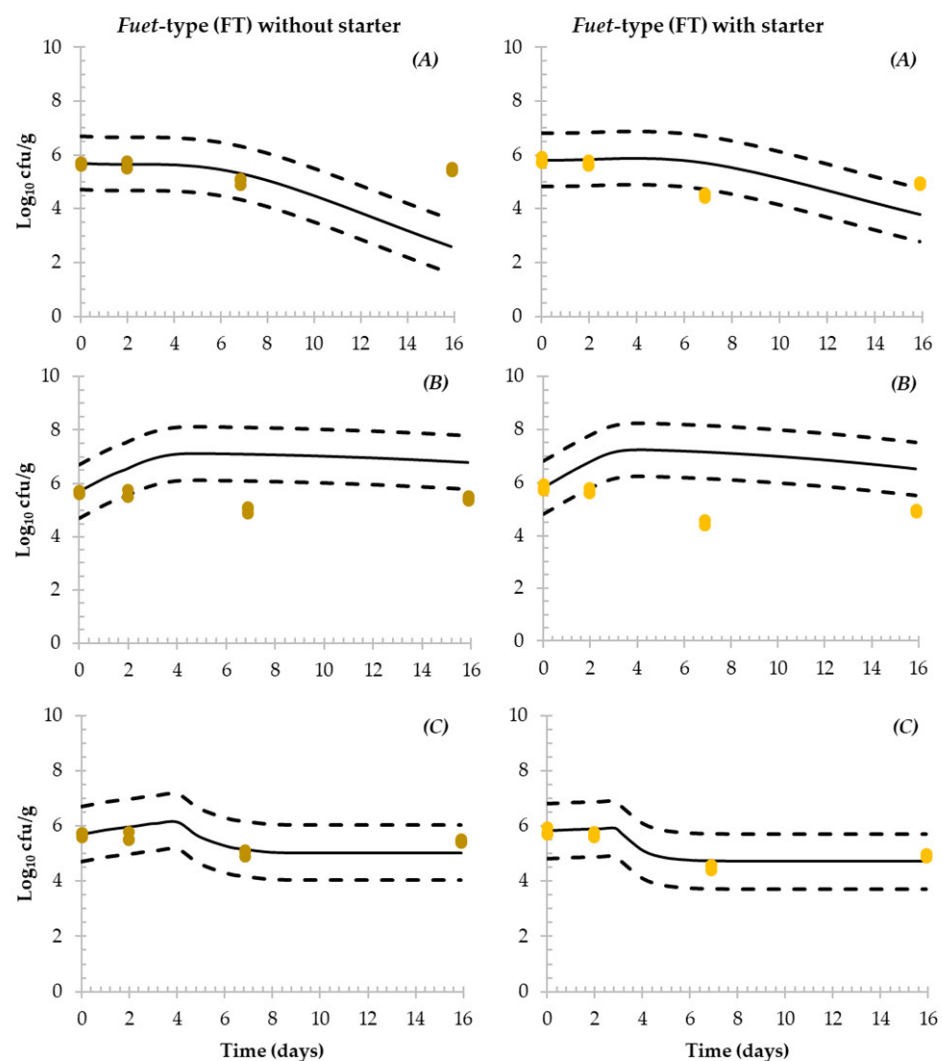 Fuet-type (FT) without starter
Fuet-type (FT) with starter
(A)
10
8
6
4
2
0
Log10 cfu/g
0 2 4 6 8 10 12 14 16
(A)
10
8
6
4
2
0
0 2 4 6 8 10 12 14 16
(B)
10
8
6
4
2
0
Log10 cfu/g
0 2 4 6 8 10 12 14 16
(B)
10
8
6
4
2
0
0 2 4 6 8 10 12 14 16
(C)
10
8
6
4
2
0
Log10 cfu/g
0 2 4 6 8 10 12 14 16
Time (days)
(C)
10
8
6
4
2
0
0 2 4 6 8 10 12 14 16
Time (days)